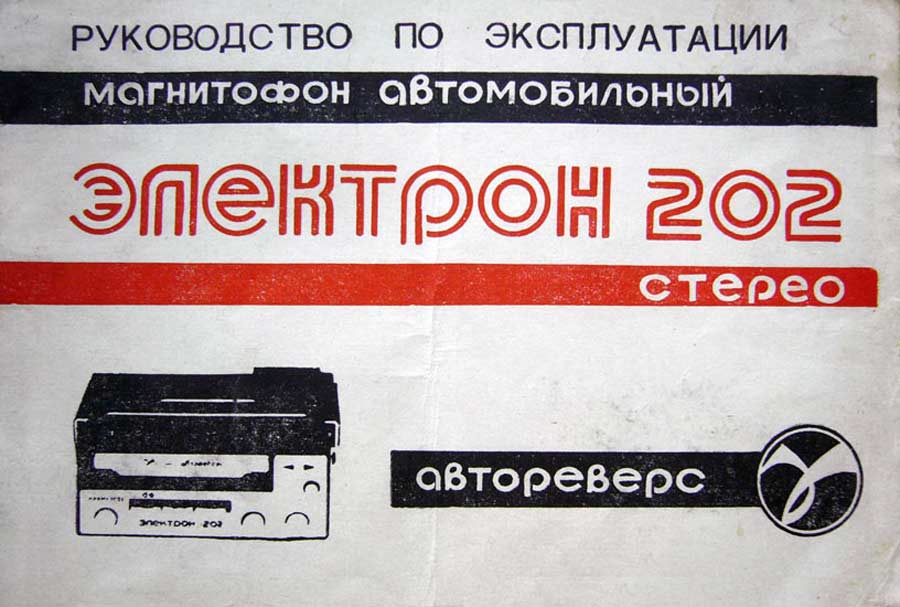 РУКОВОДСТВО ПО ЭКСПЛУАТАЦИИ
магнитофон автомобильный
электрон 202
стерео
автореверс
электрон 202